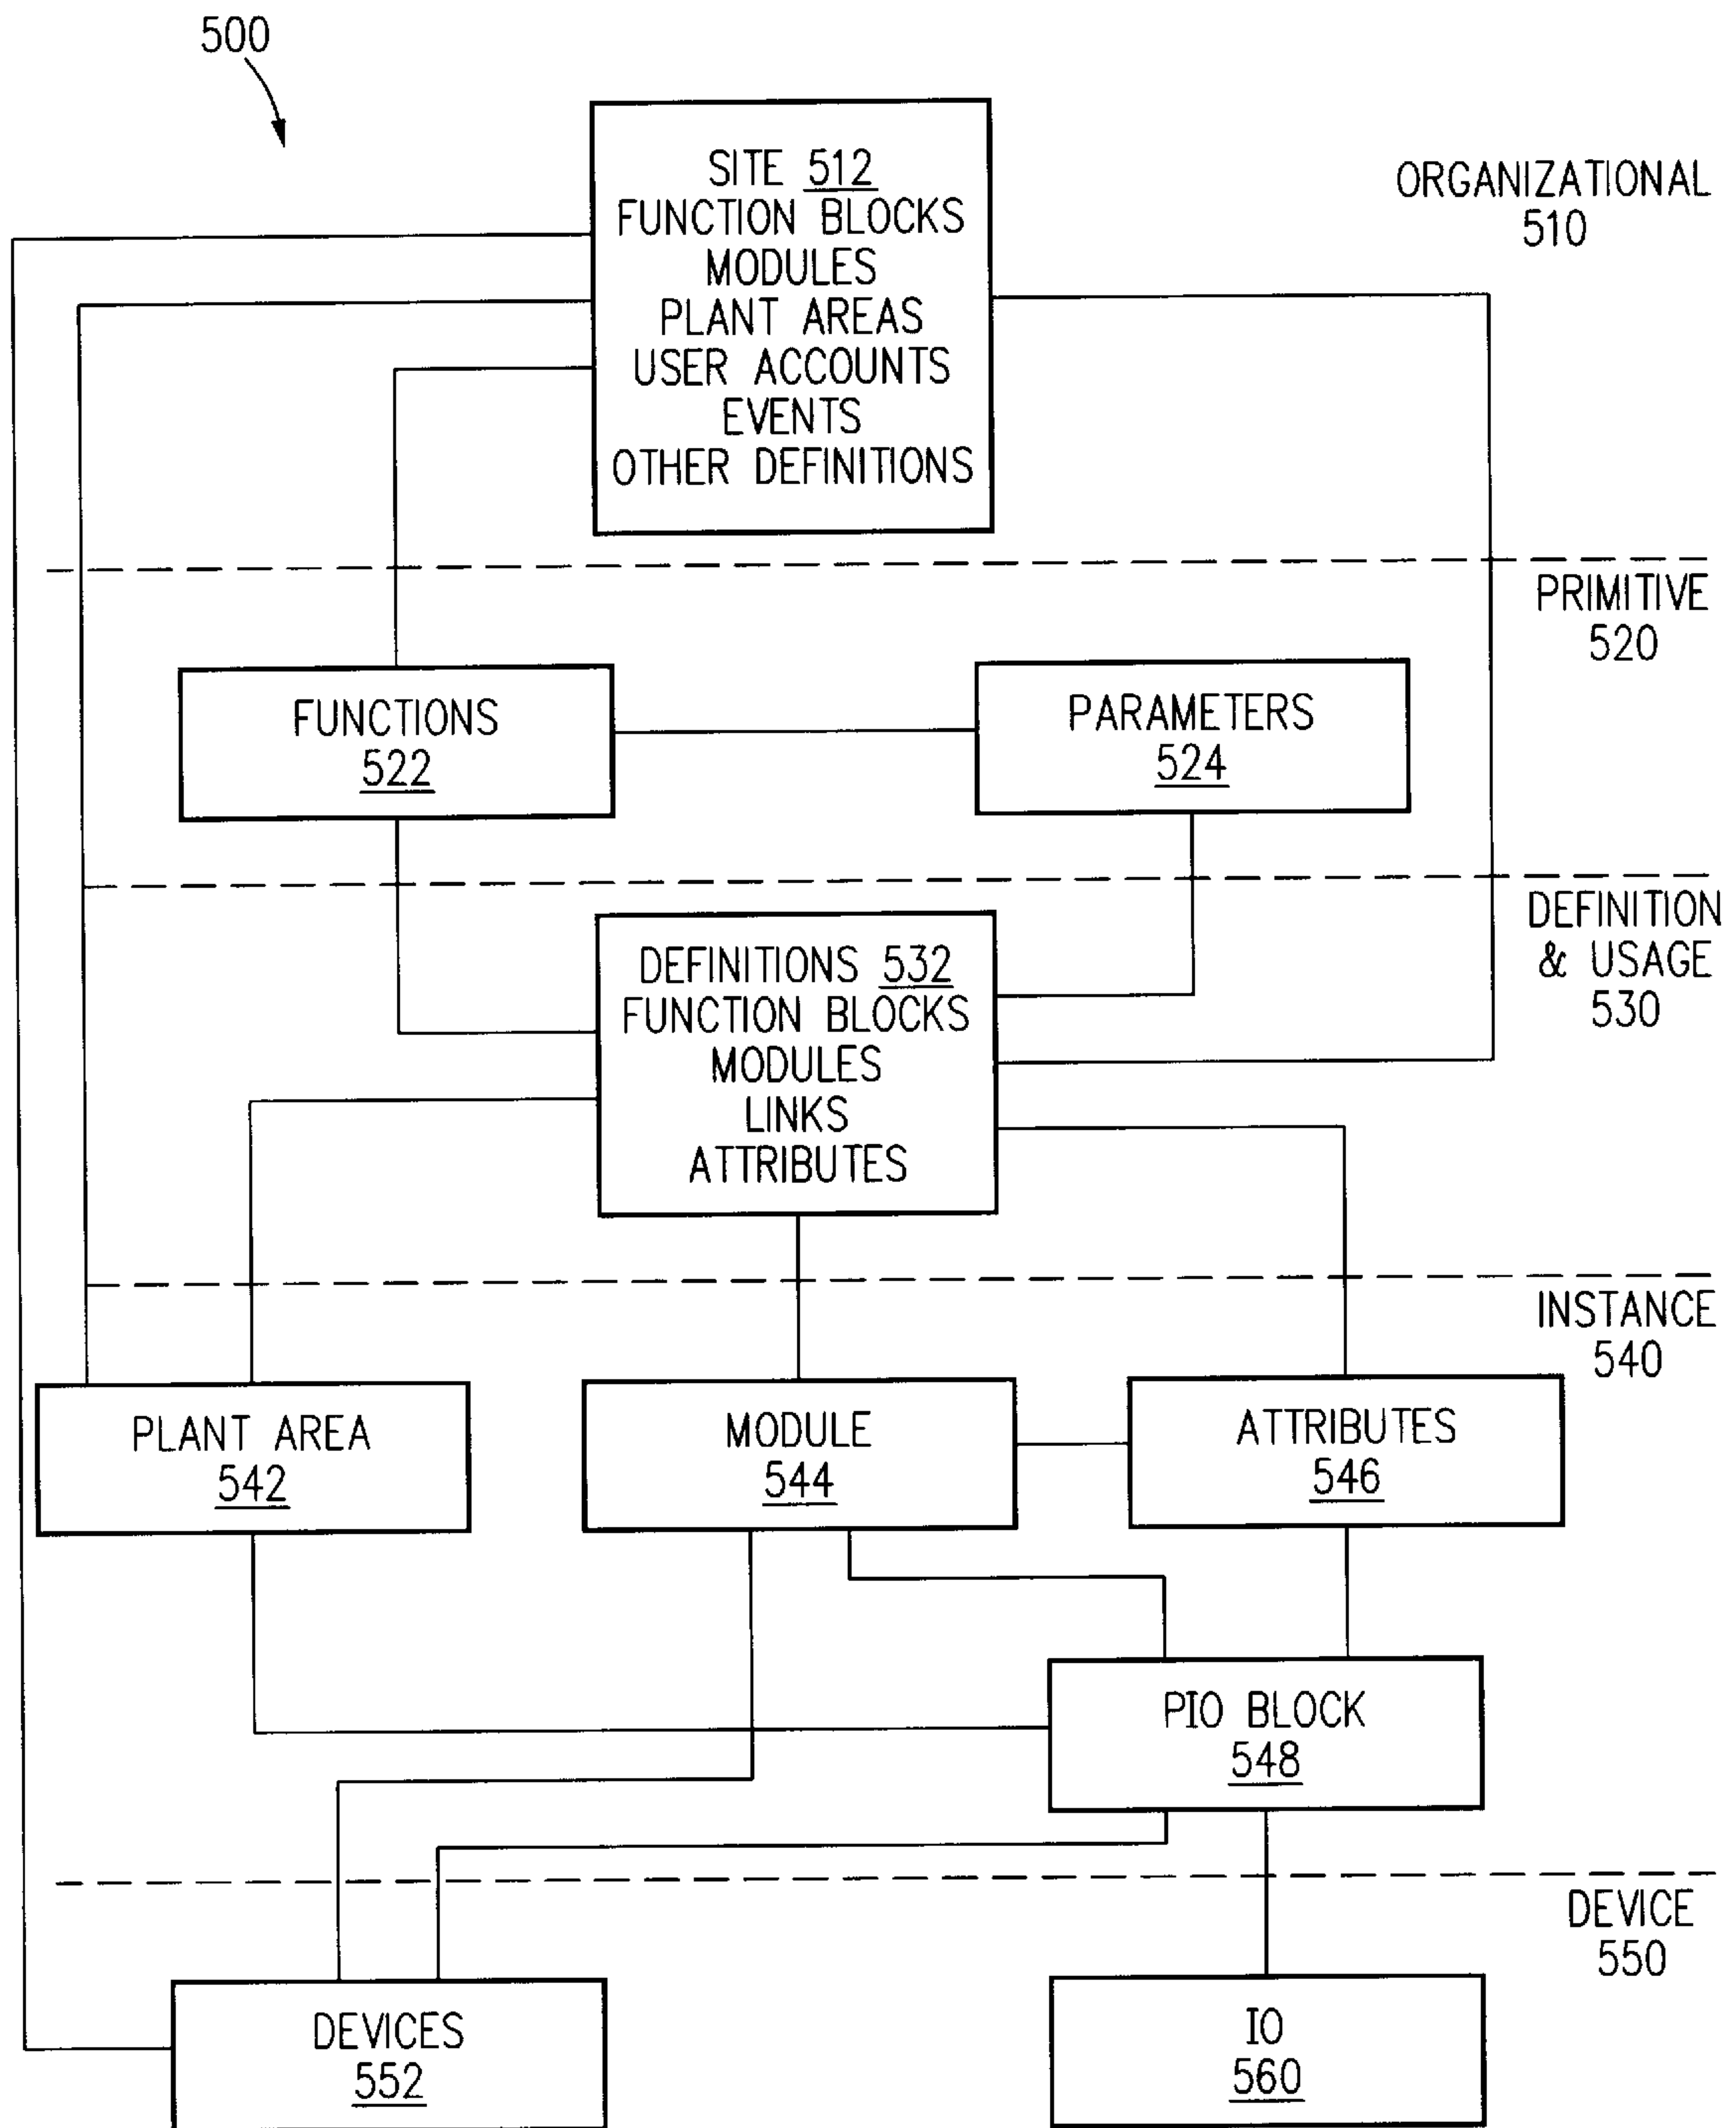 500
SITE 512
FUNCTION BLOCKS
MODULES
PLANT AREAS
USER ACCOUNTS
EVENTS
OTHER DEFINITIONS
ORGANIZATIONAL
510
PRIMITIVE
520
FUNCTIONS
522
PARAMETERS
524
DEFINITION
& USAGE
530
DEFINITIONS 532
FUNCTION BLOCKS
MODULES
LINKS
ATTRIBUTES
INSTANCE
540
PLANT AREA
542
MODULE
544
ATTRIBUTES
546
PIO BLOCK
548
DEVICE
550
DEVICES
552
IO
560